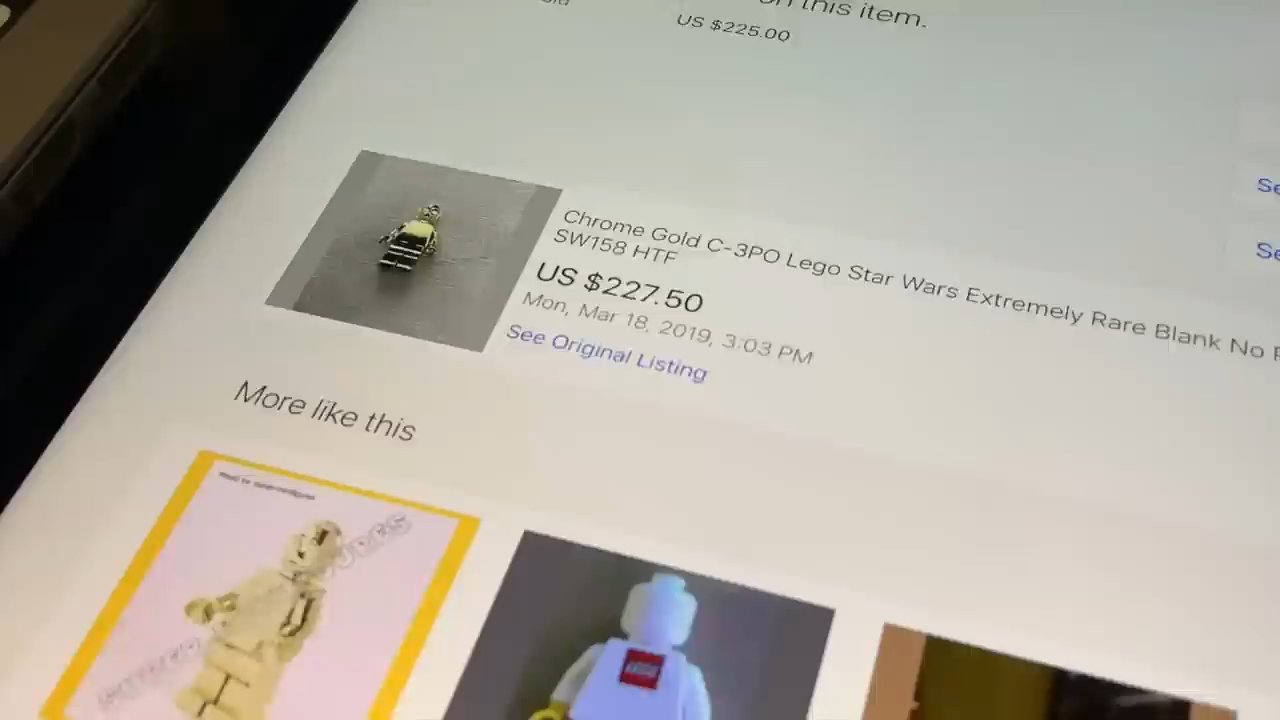 this item.
US $225.00
Chrome Gold C-3PO Lego Star Wars Extremely Rare Blank No
SW158 HTF
US $227.50
Mon, Mar 18, 2019, 3:03 PM
See Original Listing
More like this
LEGO